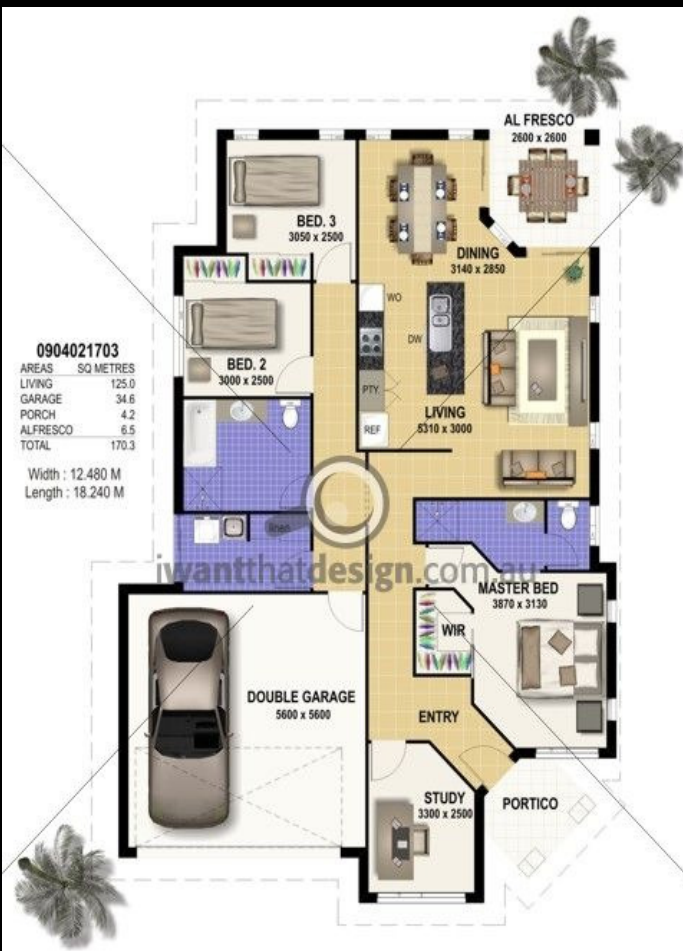 AL FRESCO
2600 x 2600
BED. 3
3050 x 2500
DINING
3140 x 2850
WO
0904021703
AREAS SQ METRES
LIVING 125.0
GARAGE 34.6
PORCH 4.2
ALFRESCO 6.5
TOTAL 170.3
Width : 12.480 M
Length : 18.240 M
BED. 2
3000 x 2500
DW
PTY
LIVING
5310 x 3000
REF
linen
iwantthatdesign.com.au
MASTER BED
3870 x 3130
WIR
DOUBLE GARAGE
5600 x 5600
ENTRY
STUDY
3300 x 2500
PORTICO